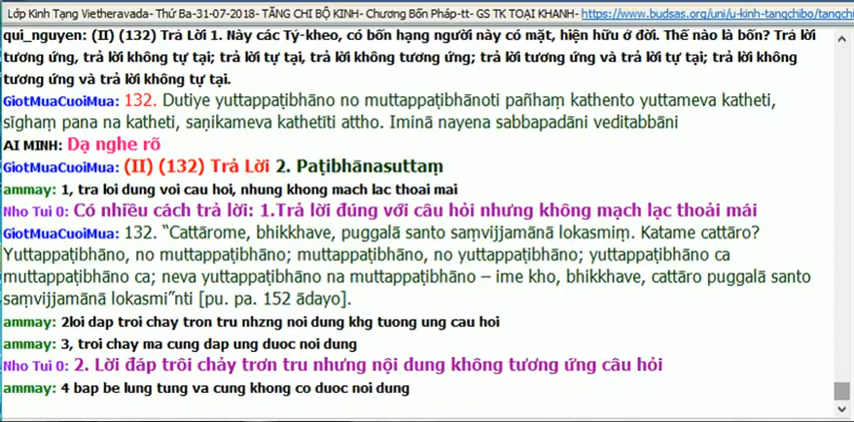 Lớp Kinh Tạng Vietheravada- Thứ Ba-31-07-2018- TĂNG CHI BỘ KINH- Chương Bốn Pháp-tt- GS TK TOẠI KHANH- https://www.budsas.org/uni/u-kinh-tangchibo/tangchi
qui_nguyen: (II) (132) Trả Lời 1. Này các Tỷ-kheo, có bốn hạng người này có mặt, hiện hữu ở đời. Thế nào là bốn? Trả lời
tương ứng, trả lời không tự tại; trả lời tự tại, trả lời không tương ứng; trả lời tương ứng và trả lời tự tại; trả lời không
tương ứng và trả lời không tự tại.
GiotMuaCuoiMua: 132. Dutiye yuttappaṭibhāno no muttappaṭibhānoti pañhaṃ kathento yuttameva katheti,
sīghaṃ pana na katheti, saṇikameva kathetīti attho. Iminā nayena sabbapadāni veditabbāni
AI MINH: Dạ nghe rõ
GiotMuaCuoiMua: (II) (132) Trả Lời 2. Paṭibhānasuttaṃ
ammay: 1, tra loi dung voi cau hoi, nhung khong mach lac thoai mai
Nho Tui 0: Có nhiều cách trả lời: 1.Trả lời đúng với câu hỏi nhưng không mạch lạc thoải mái
GiotMuaCuoiMua: 132. “Cattārome, bhikkhave, puggalā santo saṃvijjamānā lokasmiṃ. Katame cattāro?
Yuttappaṭibhāno, no muttappaṭibhāno; muttappaṭibhāno, no yuttappaṭibhāno; yuttappaṭibhāno ca
muttappaṭibhāno ca; neva yuttappaṭibhāno na muttappaṭibhāno – ime kho, bhikkhave, cattāro puggalā santo
saṃvijjamānā lokasmi”nti [pu. pa. 152 ādayo].
ammay: 2loi dap troi chay tron tru nhzng noi dung khg tuong ung cau hoi
ammay: 3, troi chay ma cung dap ung duoc noi dung
Nho Tui 0: 2. Lời đáp trôi chảy trơn tru nhưng nội dung không tương ứng câu hỏi
ammay: 4 bap be lung tung va cung khong co duoc noi dung